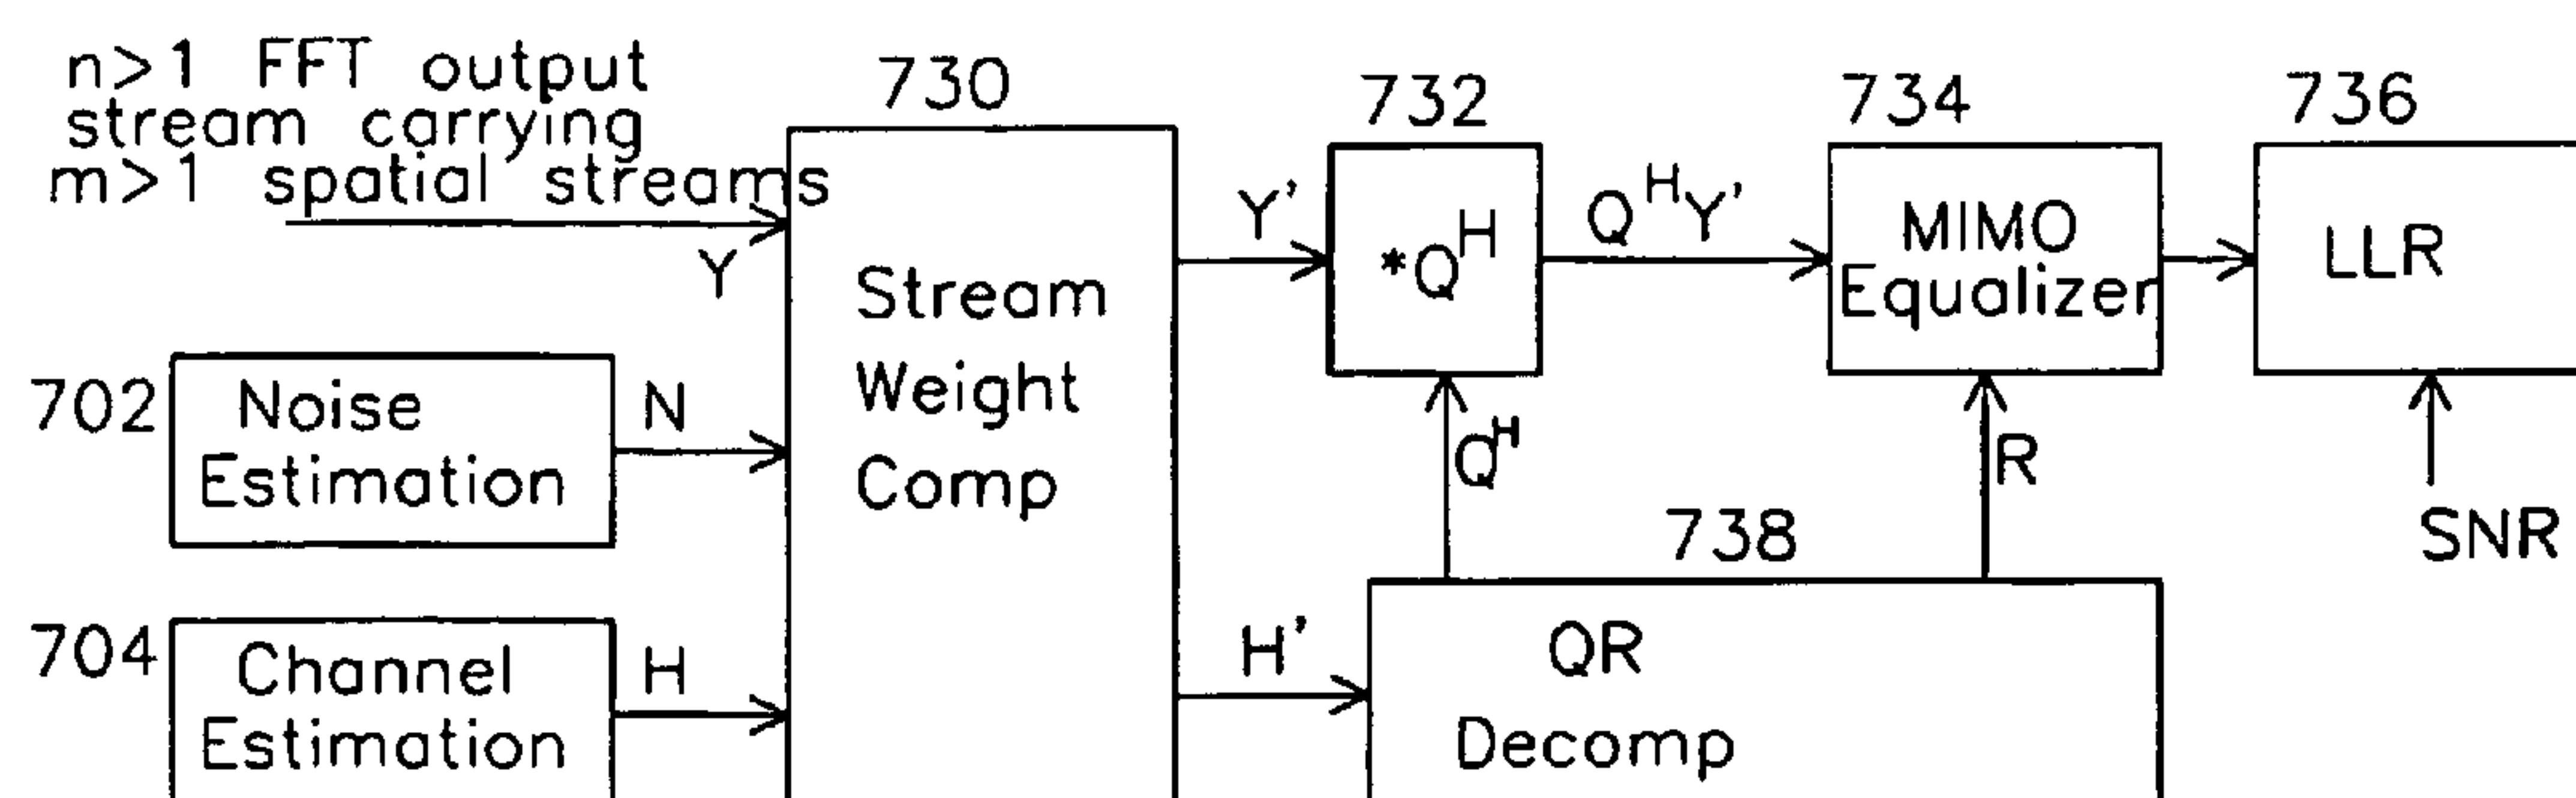 n>1 FFT output
stream carrying
m>1 spatial streams
Y
730
Stream
Weight
Comp
702
Noise
Estimation
N
704
Channel
Estimation
H
Y'
732
*Q^H
Q^H Y'
734
MIMO
Equalizer
736
LLR
SNR
Q^H
R
738
H'
QR
Decomp